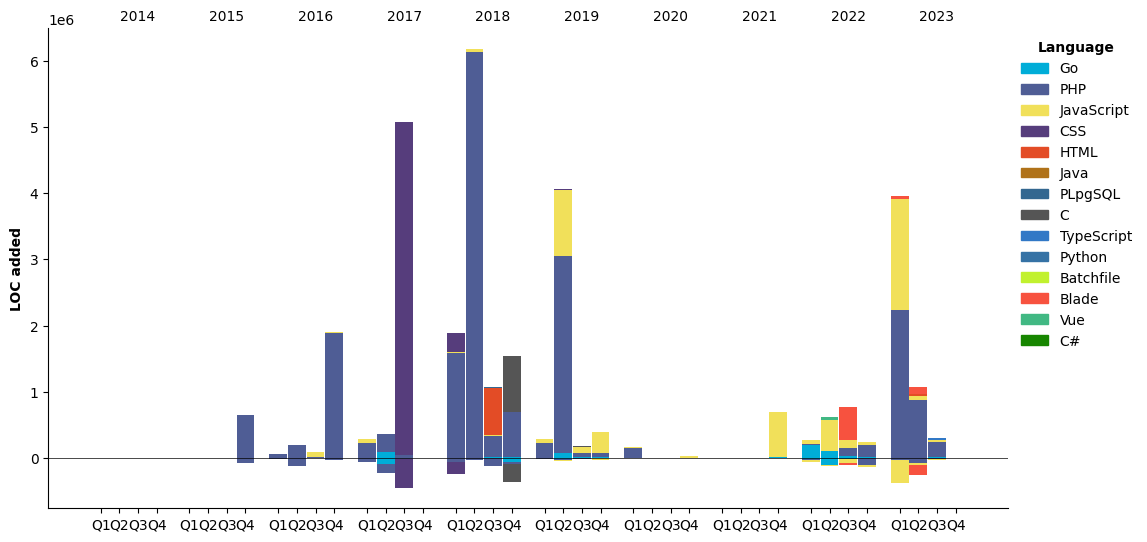 2014 2015 2016 2017 2018 2019 2020 2021 2022 2023
1e6
LOC added
6
5
4
3
2
1
0
Q1Q2Q3Q4 Q1Q2Q3Q4 Q1Q2Q3Q4 Q1Q2Q3Q4 Q1Q2Q3Q4 Q1Q2Q3Q4 Q1Q2Q3Q4 Q1Q2Q3Q4 Q1Q2Q3Q4 Q1Q2Q3Q4
Language
Go
PHP
JavaScript
CSS
HTML
Java
PLpgSQL
C
TypeScript
Python
Batchfile
Blade
Vue
C#